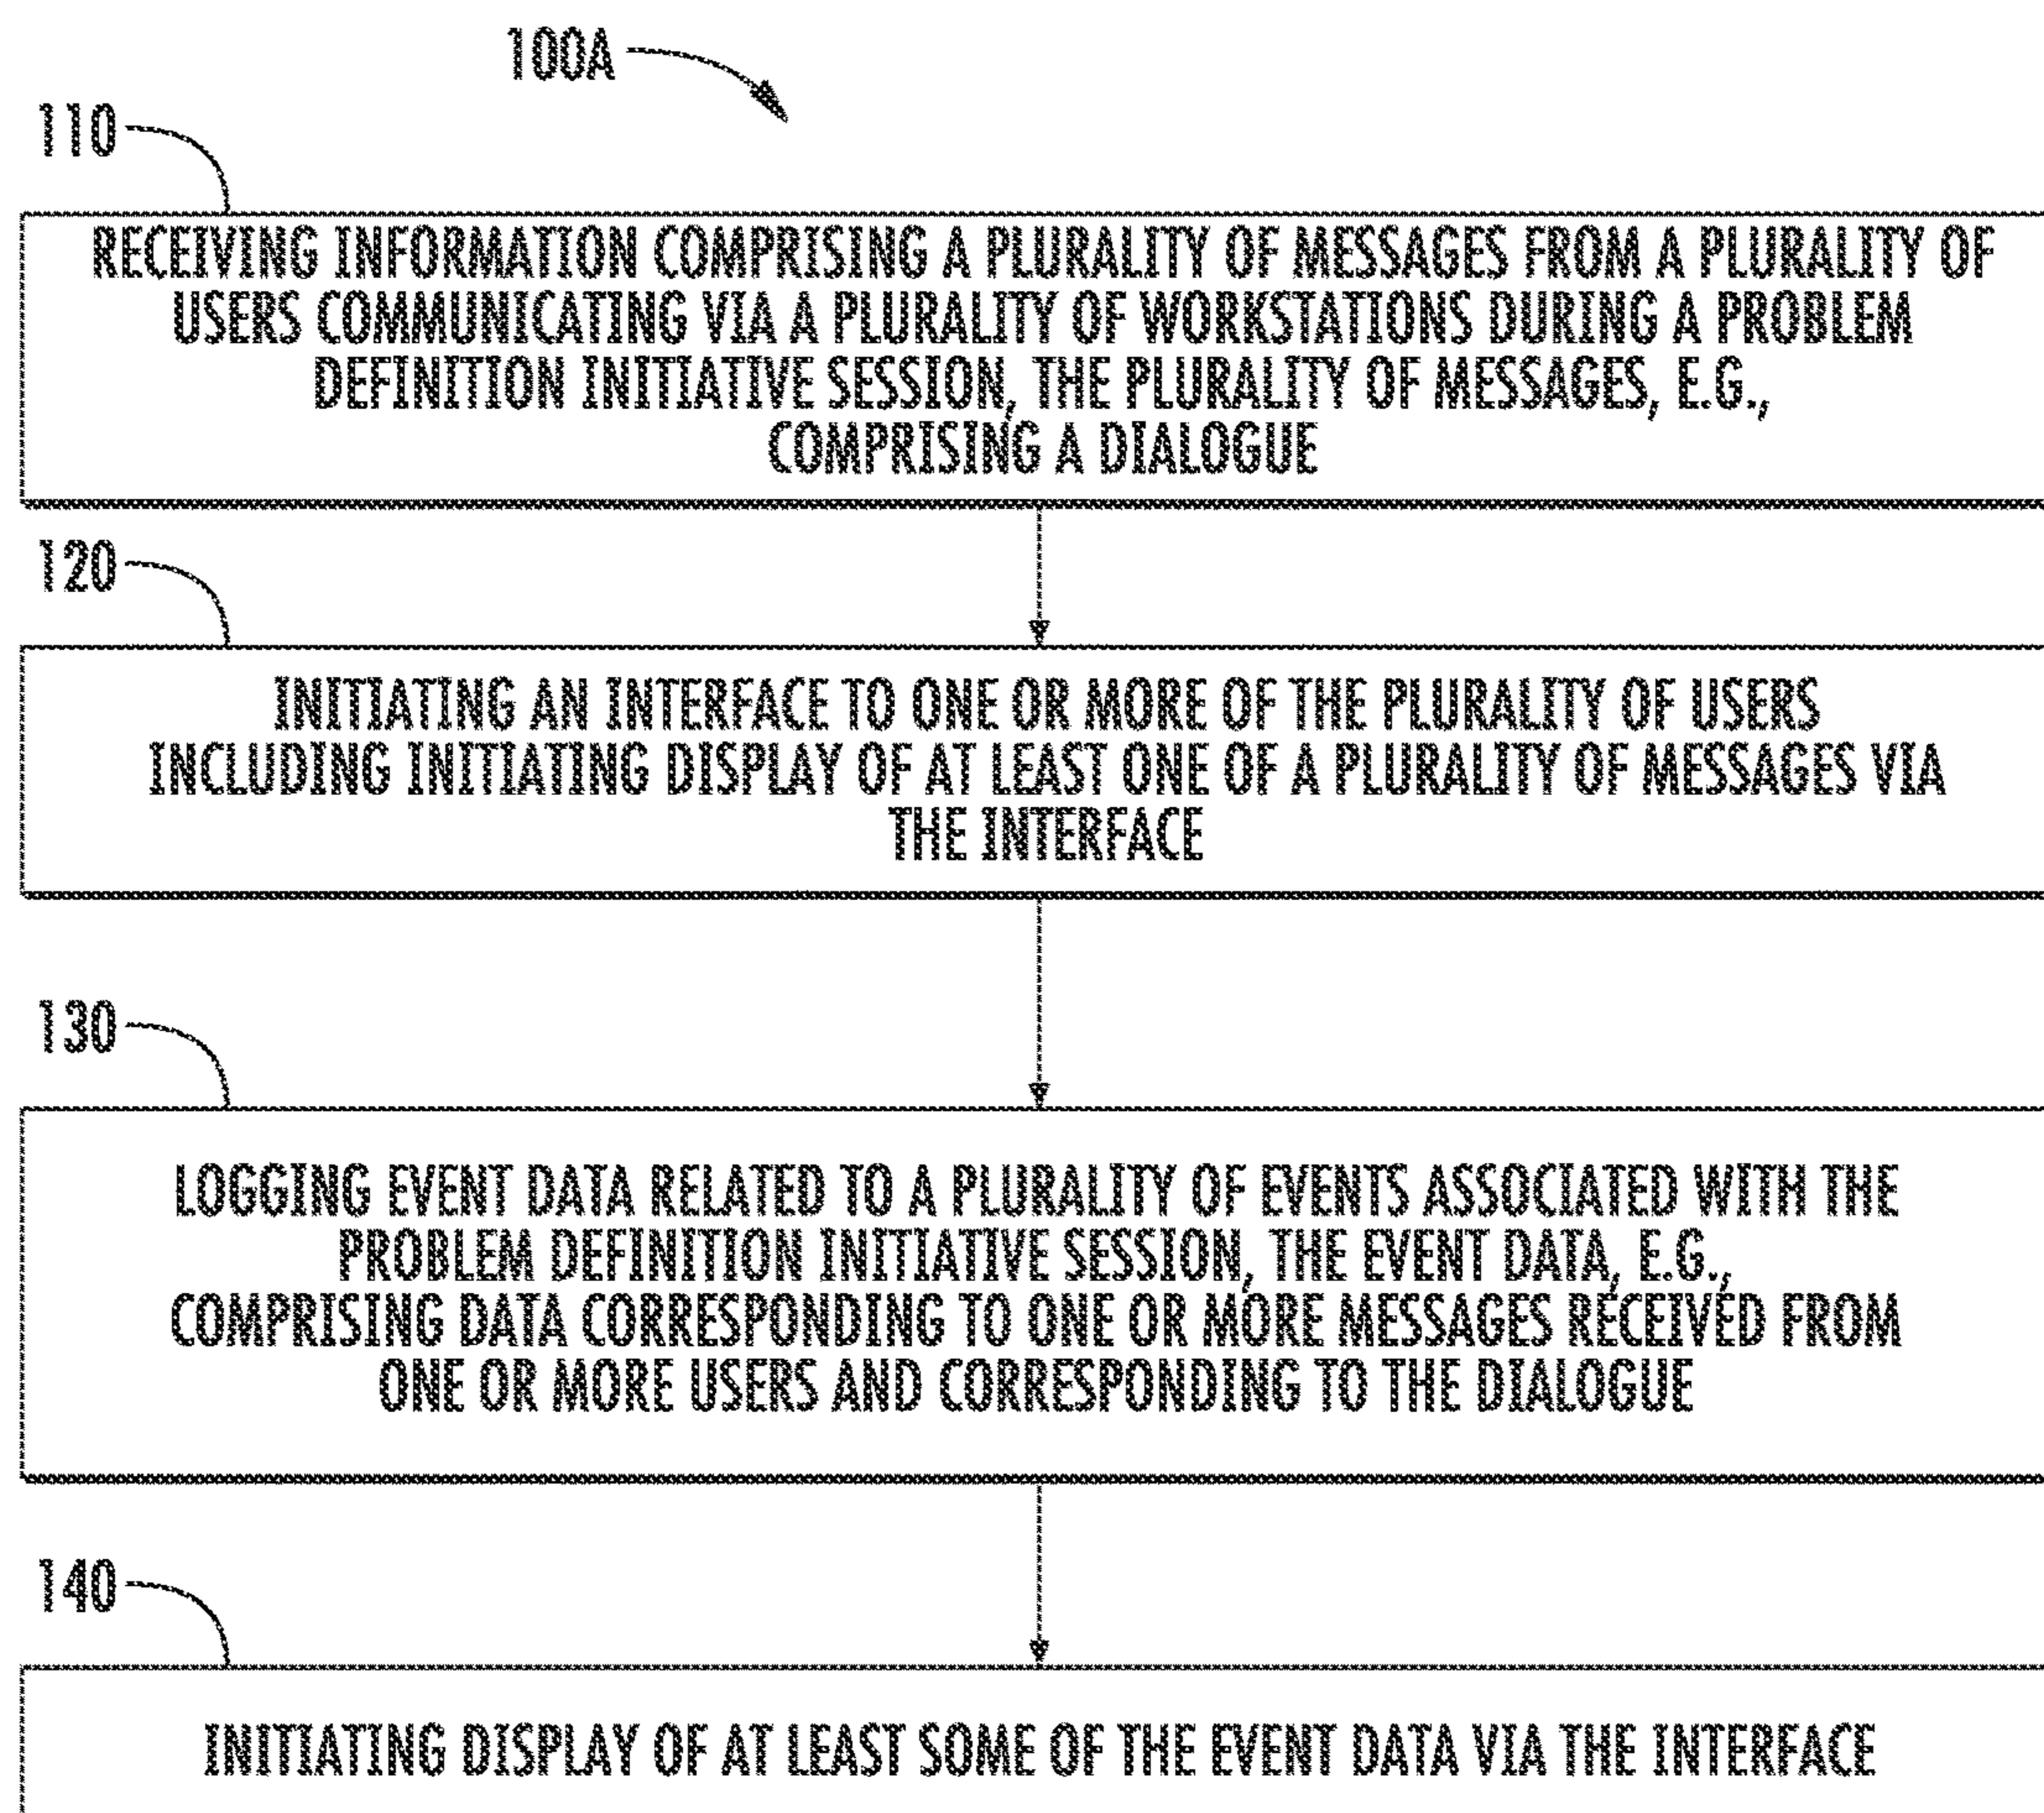 100A
110
RECEIVING INFORMATION COMPRISING A PLURALITY OF MESSAGES FROM A PLURALITY OF
USERS COMMUNICATING VIA A PLURALITY OF WORKSTATIONS DURING A PROBLEM
DEFINITION INITIATIVE SESSION, THE PLURALITY OF MESSAGES, E.G.,
COMPRISING A DIALOGUE
120
INITIATING AN INTERFACE TO ONE OR MORE OF THE PLURALITY OF USERS
INCLUDING INITIATING DISPLAY OF AT LEAST ONE OF A PLURALITY OF MESSAGES VIA
THE INTERFACE
130
LOGGING EVENT DATA RELATED TO A PLURALITY OF EVENTS ASSOCIATED WITH THE
PROBLEM DEFINITION INITIATIVE SESSION, THE EVENT DATA, E.G.,
COMPRISING DATA CORRESPONDING TO ONE OR MORE MESSAGES RECEIVED FROM
ONE OR MORE USERS AND CORRESPONDING TO THE DIALOGUE
140
INITIATING DISPLAY OF AT LEAST SOME OF THE EVENT DATA VIA THE INTERFACE